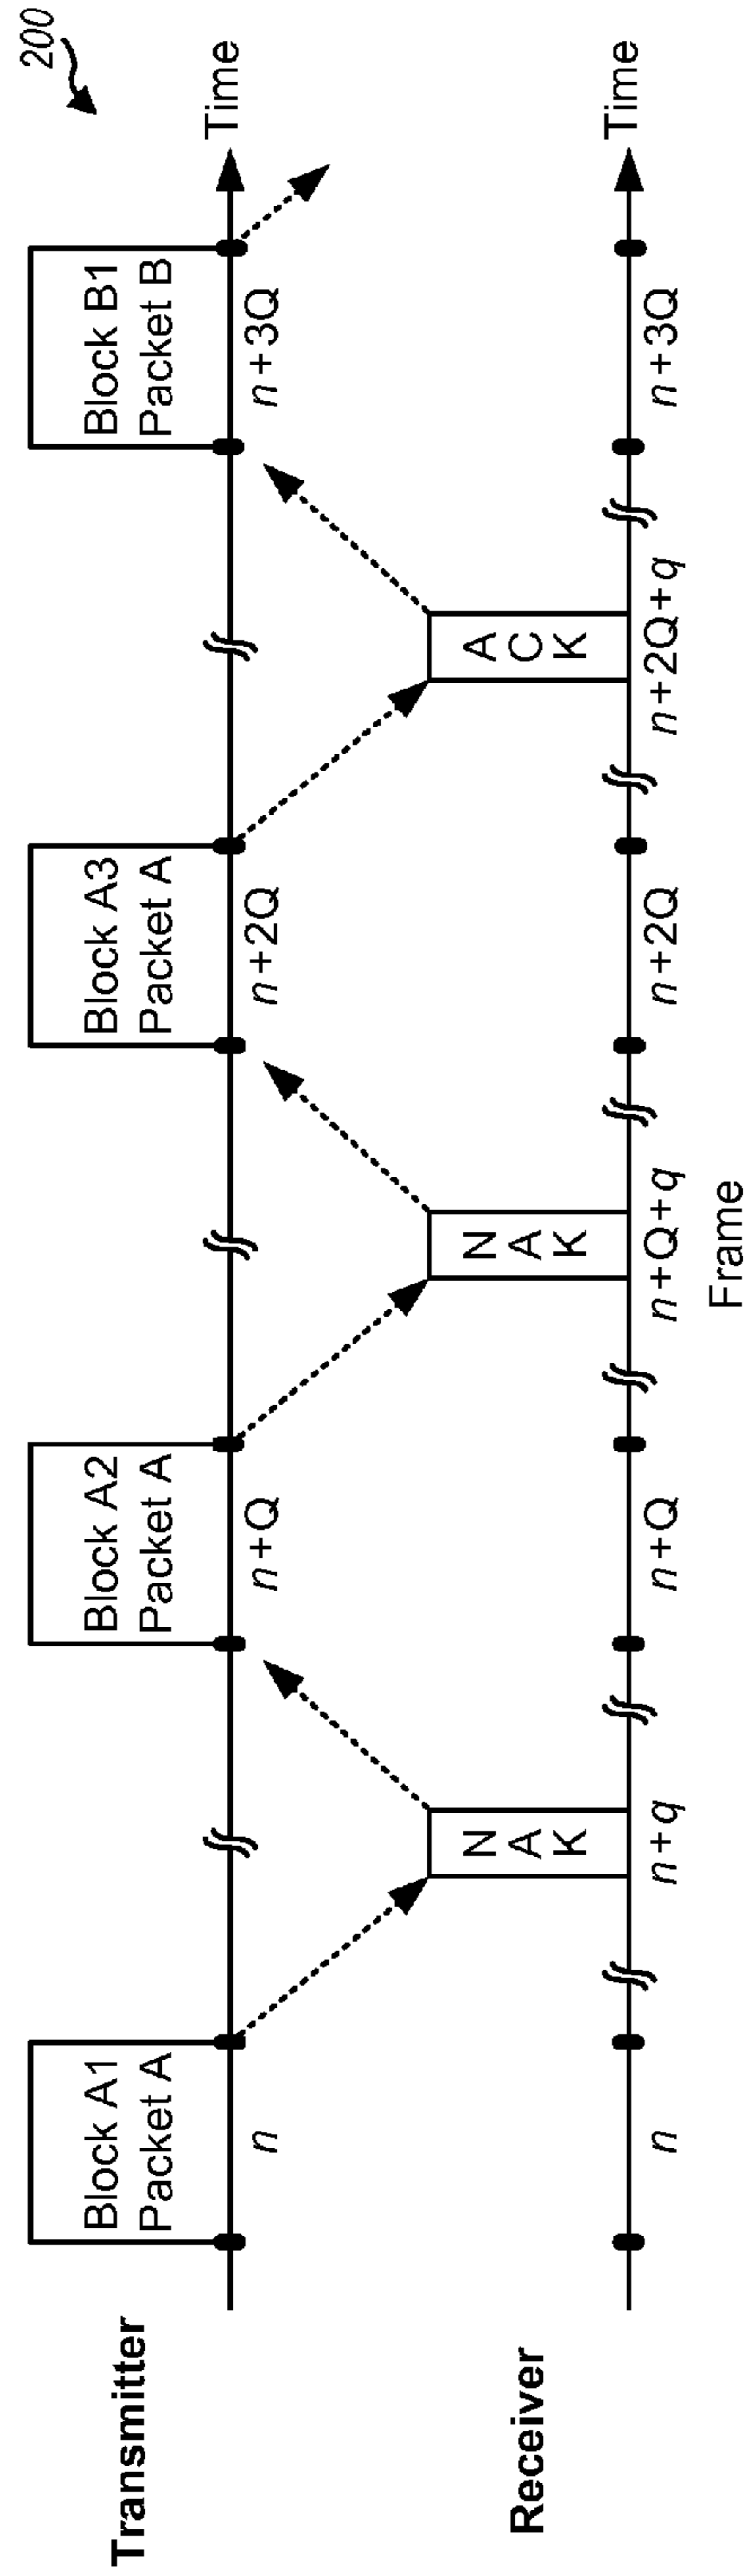 200
Block A1
Packet A
Block A2
Packet A
Block A3
Packet A
Block B1
Packet B
Transmitter
Time
n
n+Q
n+2Q
n+3Q
N
A
K
N
A
K
A
C
K
Receiver
Time
n
n+q
n+Q
n+Q+q
n+2Q
n+2Q+q
n+3Q
Frame